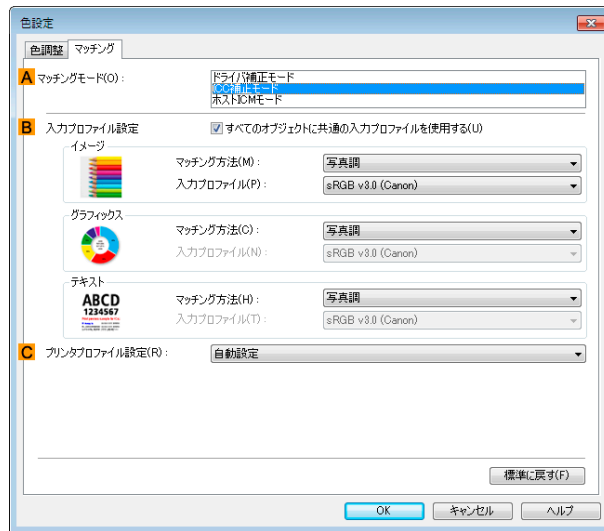 色設定
色調整 マッチング
A マッチングモード(O)：
ドライバ補正モード
ICC補正モード
ホストICMモード
B 入力プロファイル設定 すべてのオブジェクトに共通の入力プロファイルを使用する(U)
イメージ
マッチング方法(M)： 写真調
入力プロファイル(P)： sRGB v3.0 (Canon)
グラフィックス
マッチング方法(C)： 写真調
入力プロファイル(N)： sRGB v3.0 (Canon)
テキスト
ABCD
1234567
マッチング方法(H)： 写真調
入力プロファイル(T)： sRGB v3.0 (Canon)
C プリンタプロファイル設定(R)： 自動設定
標準に戻す(F)
OK キャンセル ヘルプ